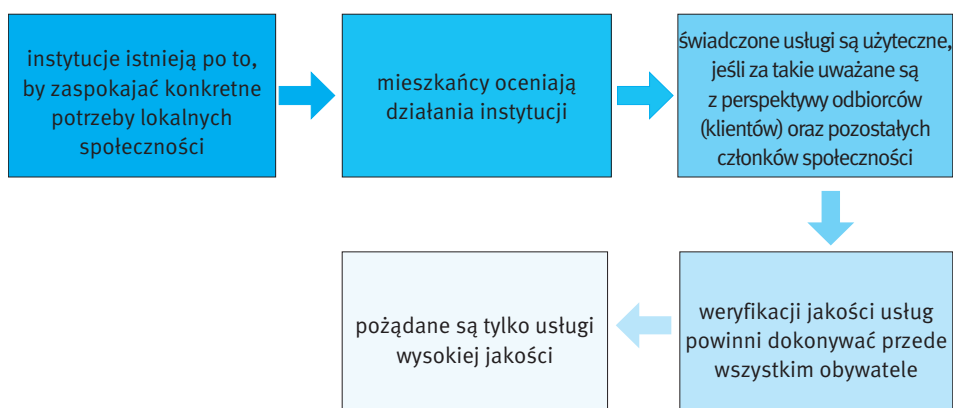 instytucje istnieją po to,
by zaspokajać konkretne
potrzeby lokalnych
społeczności
mieszkańcy oceniają
działania instytucji
świadczone usługi są użyteczne,
jeśli za takie uważane są
z perspektywy odbiorców
(klientów) oraz pozostałych
członków społeczności
weryfikacji jakości usług
powinni dokonywać przede
wszystkim obywatele
pożądane są tylko usługi
wysokiej jakości